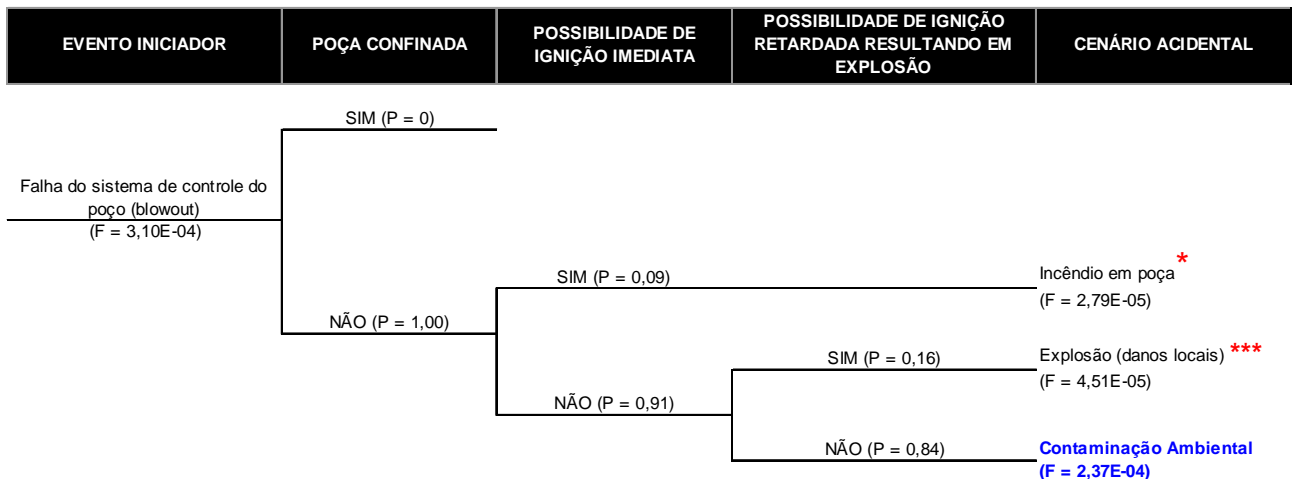 EVENTO INICIADOR
POÇA CONFINADA
POSSIBILIDADE DE
IGNIÇÃO IMEDIATA
POSSIBILIDADE DE IGNIÇÃO
RETARDADA RESULTANDO EM
EXPLOSÃO
CENÁRIO ACIDENTAL
SIM (P = 0)
Falha do sistema de controle do
poço (blowout)
(F = 3,10E-04)
SIM (P = 0,09)
Incêndio em poça *
(F = 2,79E-05)
NÃO (P = 1,00)
SIM (P = 0,16)
Explosão (danos locais) ***
(F = 4,51E-05)
NÃO (P = 0,91)
NÃO (P = 0,84)
Contaminação Ambiental
(F = 2,37E-04)